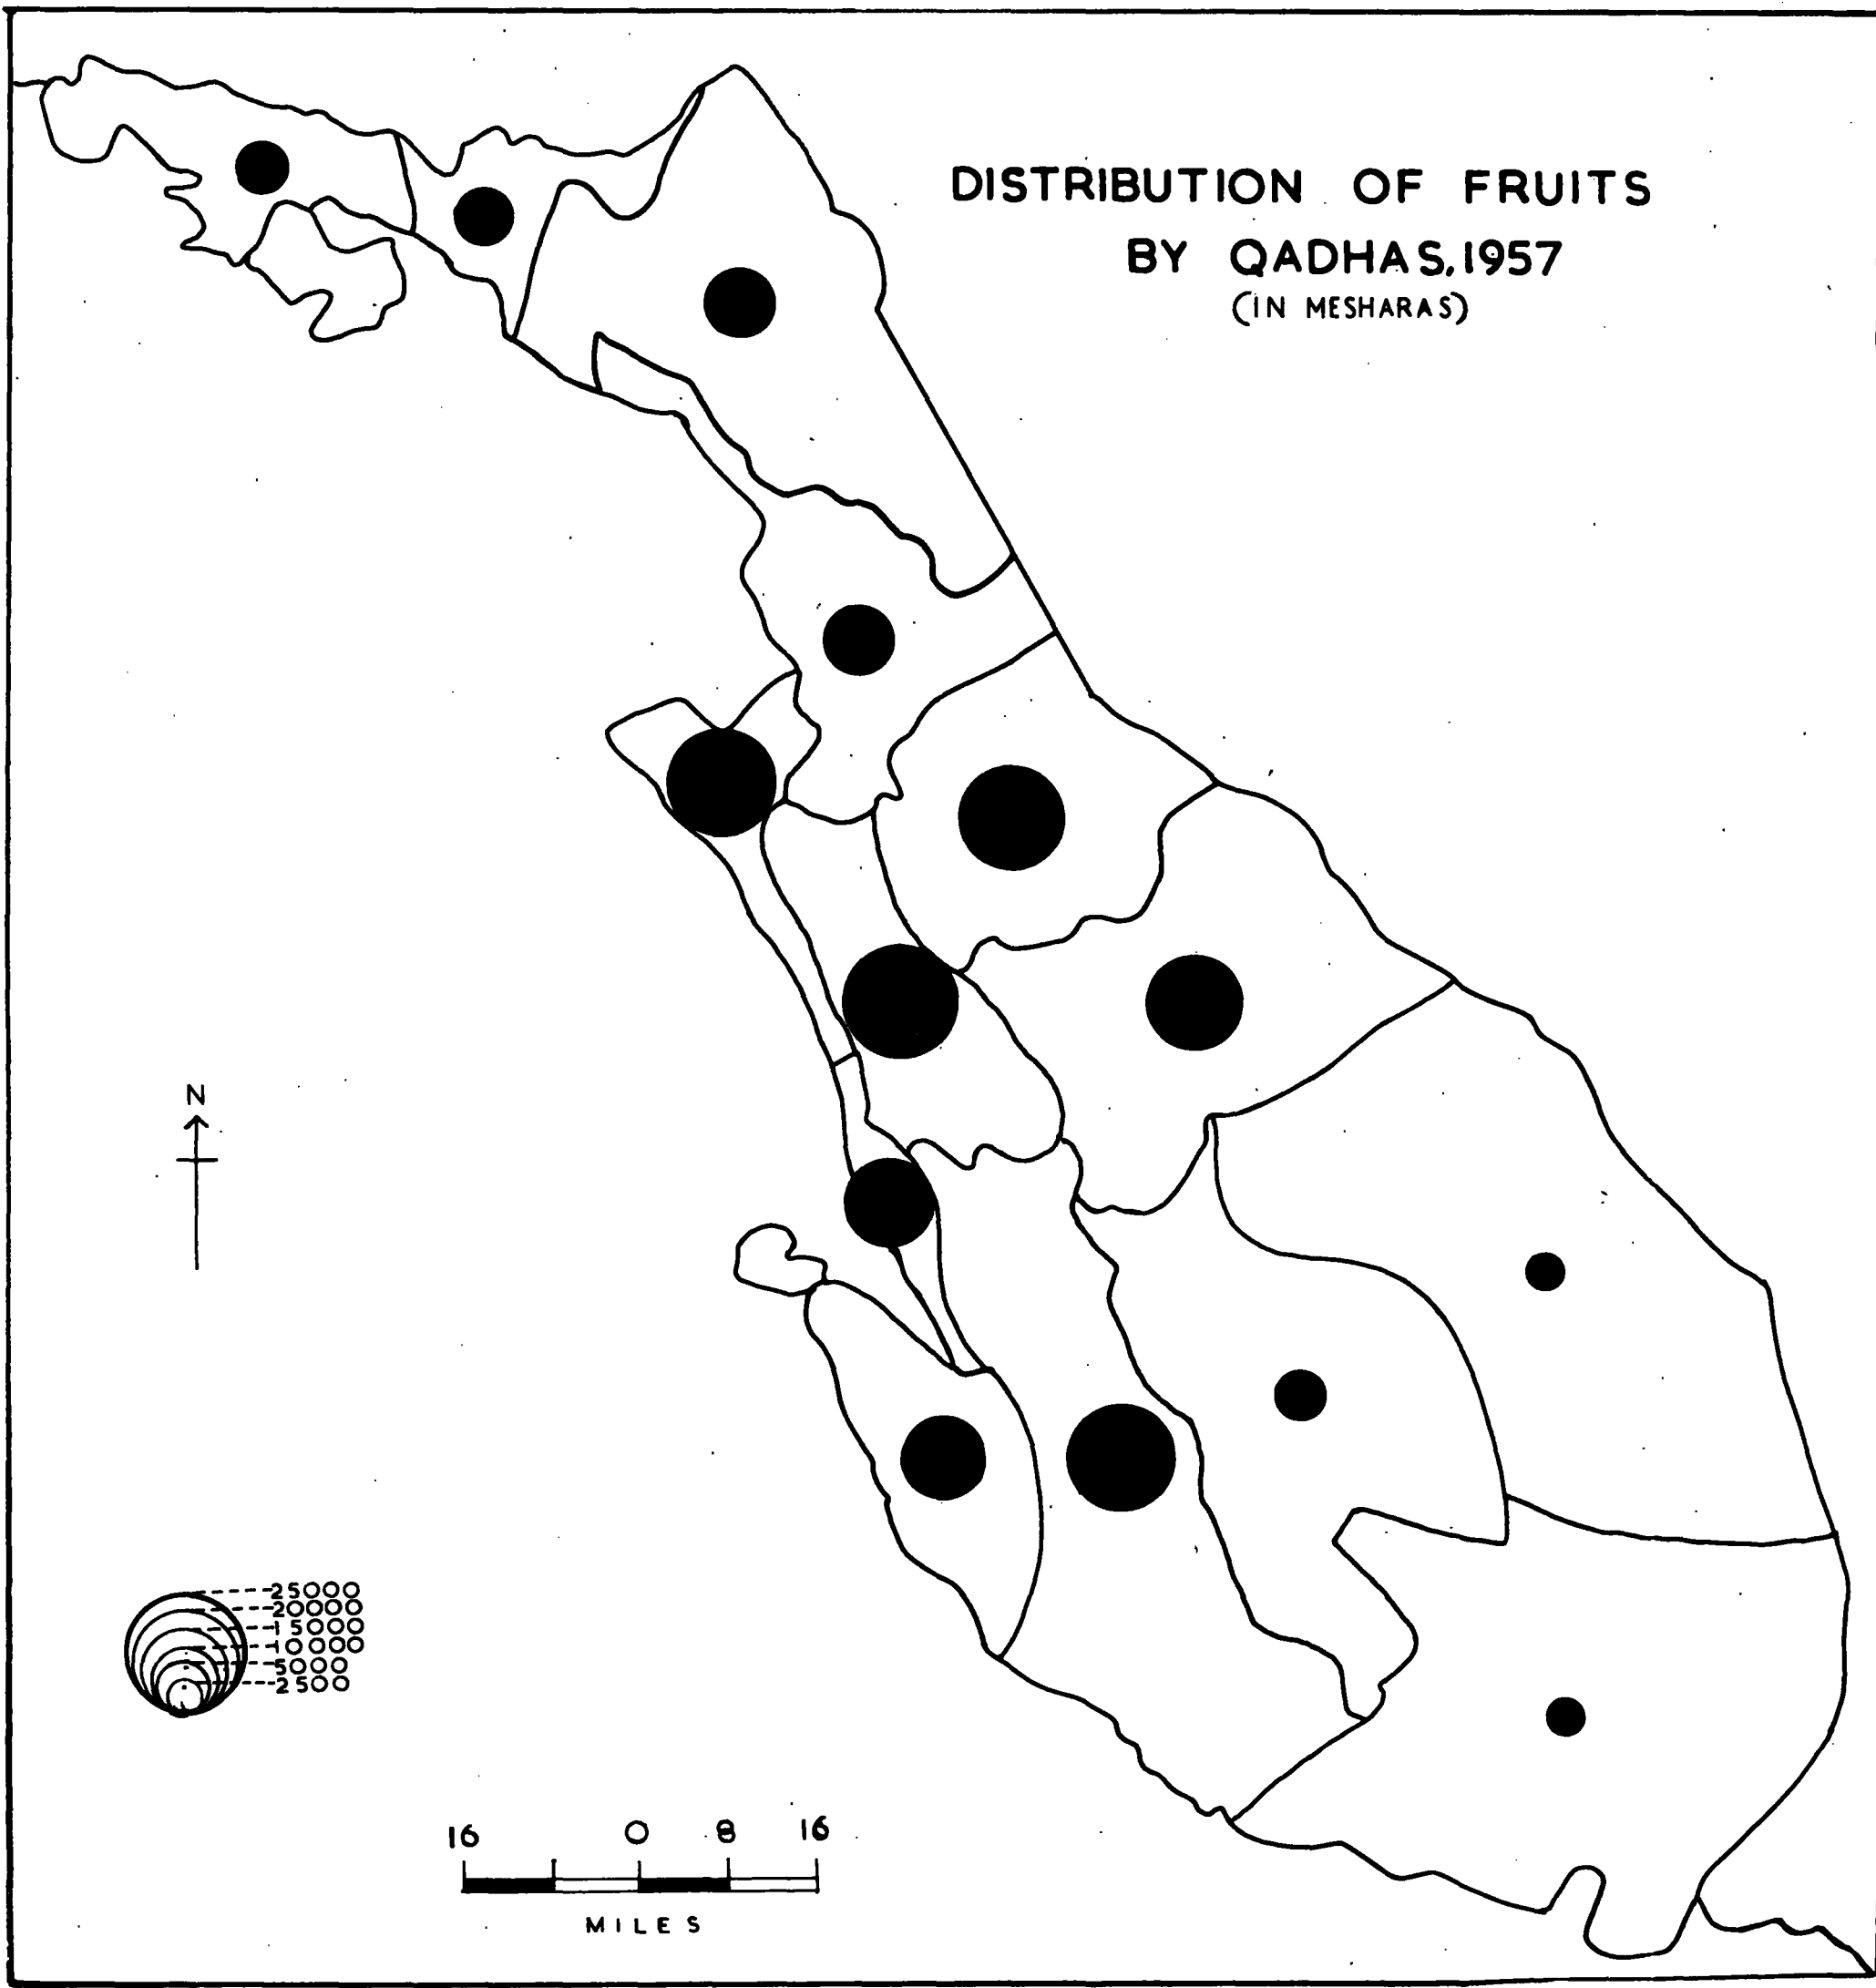 DISTRIBUTION OF FRUITS
BY QADHAS, 1957
(IN MESHARAS)
N
25000
20000
15000
10000
5000
2500
16 0 8 16
MILES